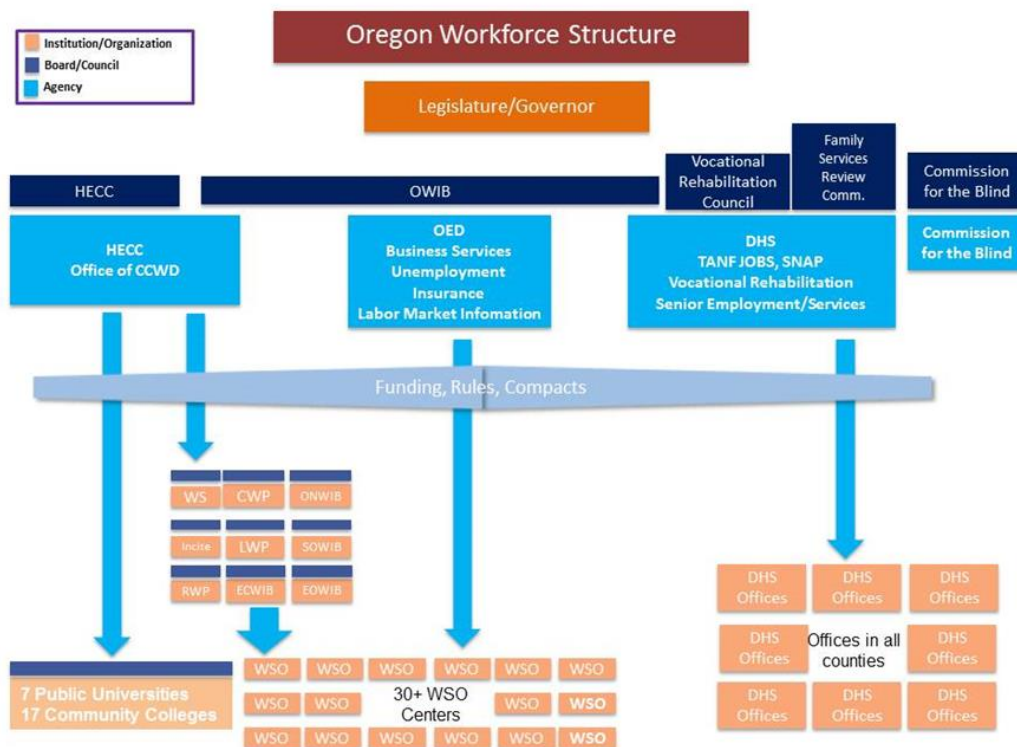 Oregon Workforce Structure
Institution/Organization
Board/Council
Agency
Legislature/Governor
HECC
OWIB
Vocational
Rehabilitation
Council
Family
Services
Review
Comm.
Commission
for the Blind
HECC
Office of CCWD
OED
Business Services
Unemployment
Insurance
Labor Market Infomation
DHS
TANF JOBS, SNAP
Vocational Rehabilitation
Senior Employment/Services
Commission
for the Blind
Funding, Rules, Compacts
WS
CWP
ONWIB
Incite
LWP
SOWIB
RWP
ECWIB
EOWIB
7 Public Universities
17 Community Colleges
WSO
WSO
WSO
WSO
WSO
WSO
WSO
WSO
30+ WSO
Centers
WSO
WSO
WSO
WSO
WSO
WSO
WSO
WSO
DHS
Offices
DHS
Offices
DHS
Offices
DHS
Offices
Offices in all
counties
DHS
Offices
DHS
Offices
DHS
Offices
DHS
Offices